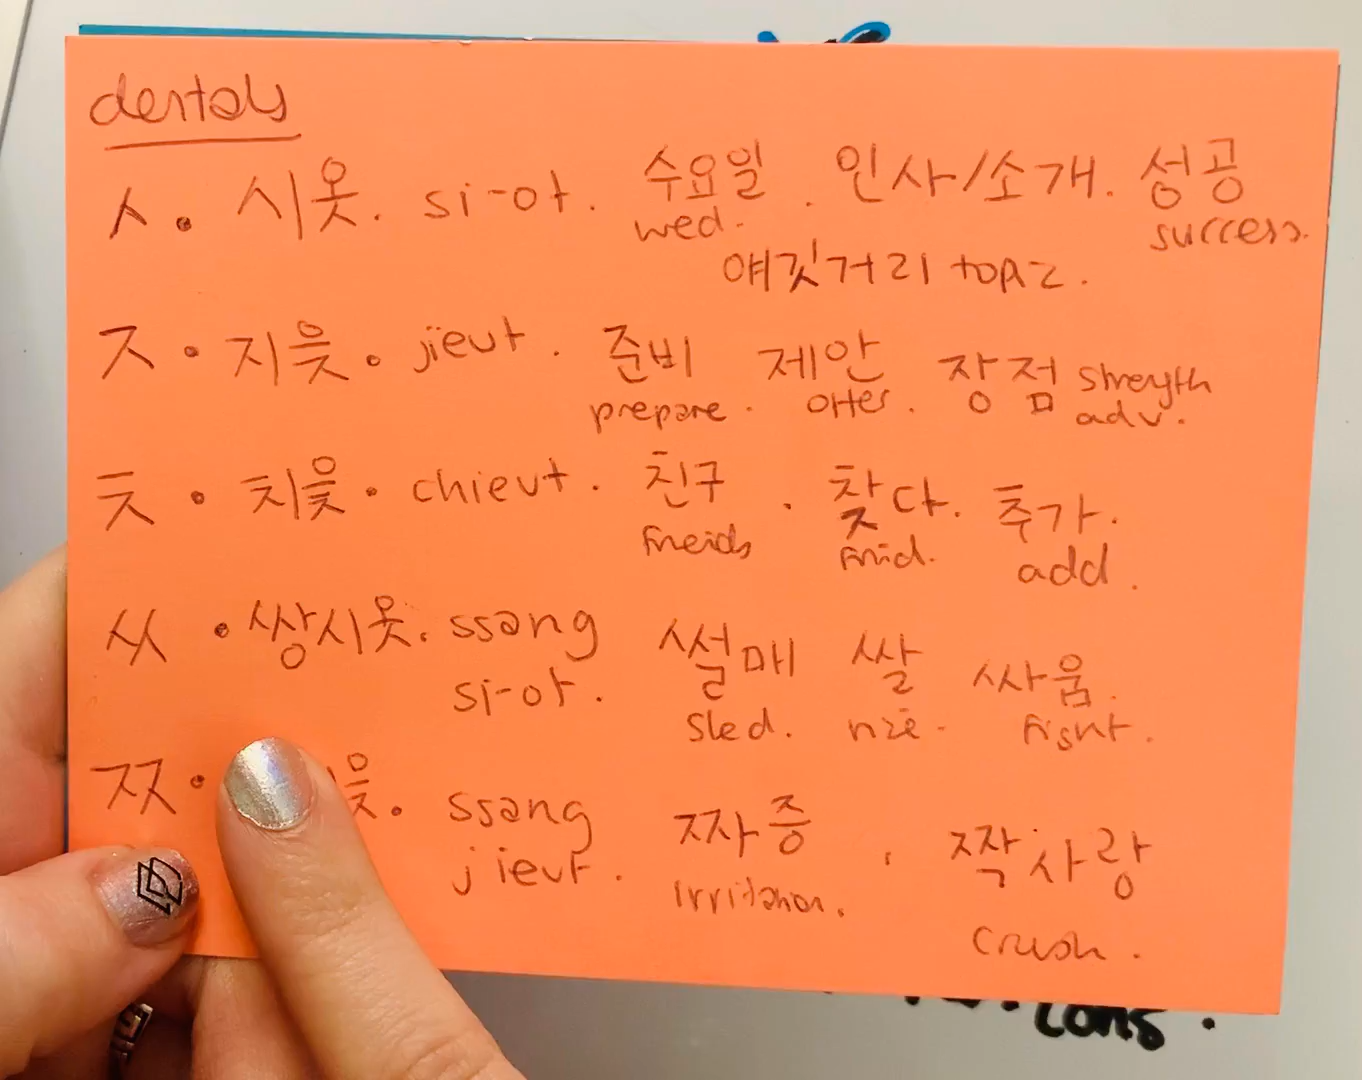 dentals
ㅅ. 시옷. si-ot. 수요일 . 인사/소개. 성공
wed. success.
얘깃거리 topic.
ㅈ. 지읒. jieut. 준비 제안 장점 strength
prepare. offer. adv.
ㅊ. 치읓. chieut. 친구 . 찾다. 추가.
friends find. add.
ㅆ. 쌍시옷. ssang 썰매 쌀 싸움.
si-ot. sled. rice. fight.
ㅉ. 읒. ssang 짜증 . 짝사랑
jieut. irritation. crush.
cons.